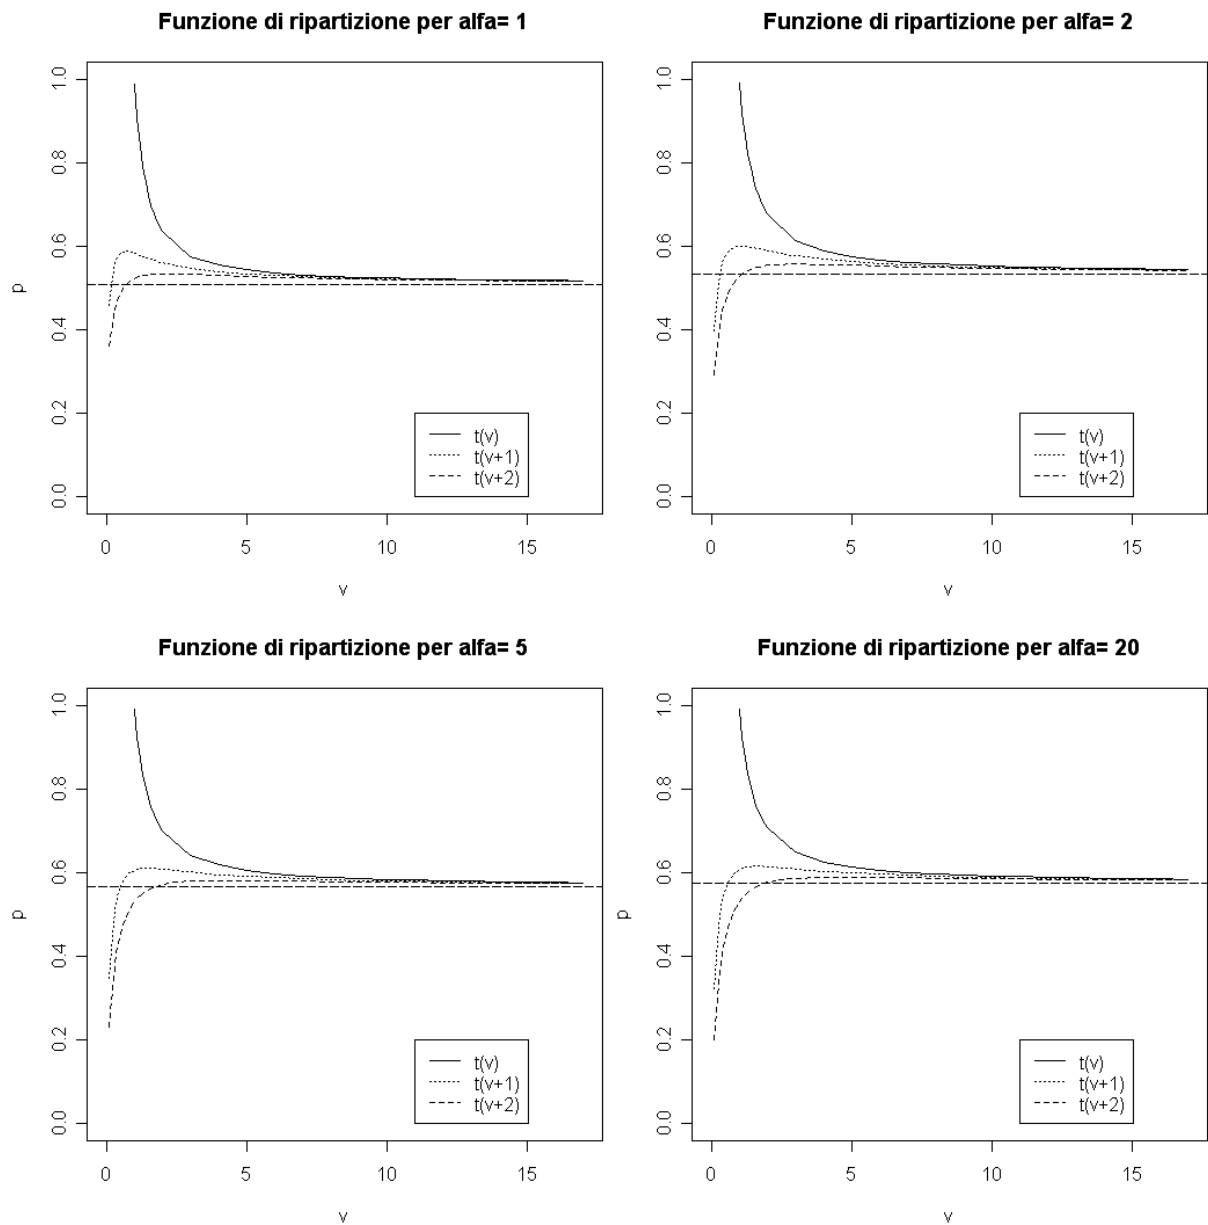 Funzione di ripartizione per alfa= 1
p
1.0
0.8
0.6
0.4
0.2
0.0
t(v)
t(v+1)
t(v+2)
0 5 10 15
v
Funzione di ripartizione per alfa= 2
1.0
0.8
0.6
0.4
0.2
0.0
t(v)
t(v+1)
t(v+2)
0 5 10 15
v
Funzione di ripartizione per alfa= 5
p
1.0
0.8
0.6
0.4
0.2
0.0
t(v)
t(v+1)
t(v+2)
0 5 10 15
v
Funzione di ripartizione per alfa= 20
p
1.0
0.8
0.6
0.4
0.2
0.0
t(v)
t(v+1)
t(v+2)
0 5 10 15
v